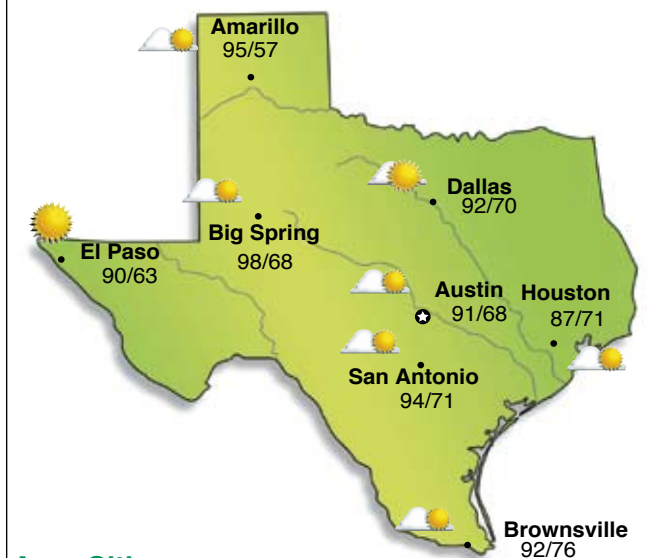 Amarillo
95/57
Dallas
92/70
Big Spring
98/68
El Paso
90/63
Austin
91/68
Houston
87/71
San Antonio
94/71
Brownsville
92/76